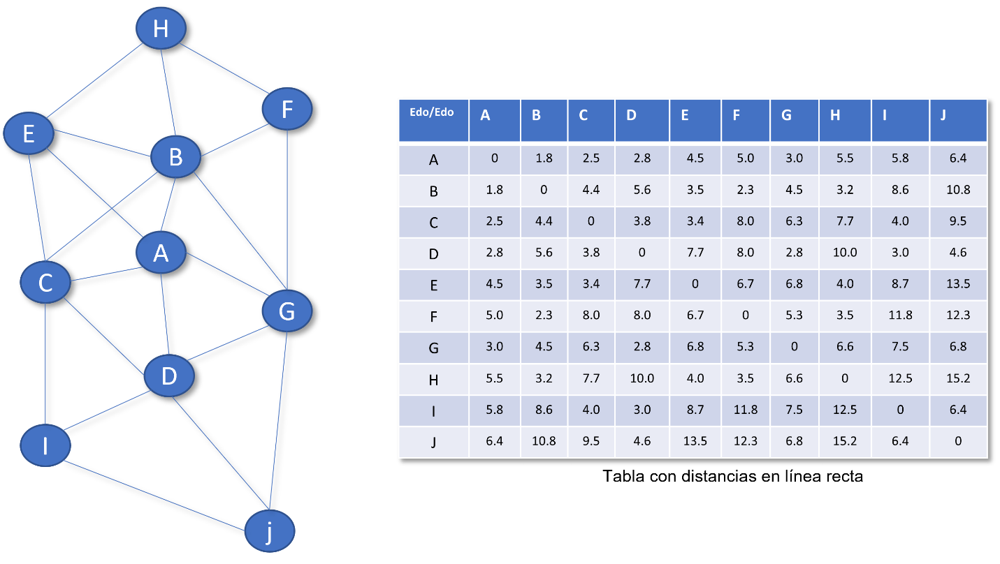 H
F
E
B
A
C
G
D
I
j
Edo/Edo A B C D E F G H I J
A 0 1.8 2.5 2.8 4.5 5.0 3.0 5.5 5.8 6.4
B 1.8 0 4.4 5.6 3.5 2.3 4.5 3.2 8.6 10.8
C 2.5 4.4 0 3.8 3.4 8.0 6.3 7.7 4.0 9.5
D 2.8 5.6 3.8 0 7.7 8.0 2.8 10.0 3.0 4.6
E 4.5 3.5 3.4 7.7 0 6.7 6.8 4.0 8.7 13.5
F 5.0 2.3 8.0 8.0 6.7 0 5.3 3.5 11.8 12.3
G 3.0 4.5 6.3 2.8 6.8 5.3 0 6.6 7.5 6.8
H 5.5 3.2 7.7 10.0 4.0 3.5 6.6 0 12.5 15.2
I 5.8 8.6 4.0 3.0 8.7 11.8 7.5 12.5 0 6.4
J 6.4 10.8 9.5 4.6 13.5 12.3 6.8 15.2 6.4 0
Tabla con distancias en línea recta